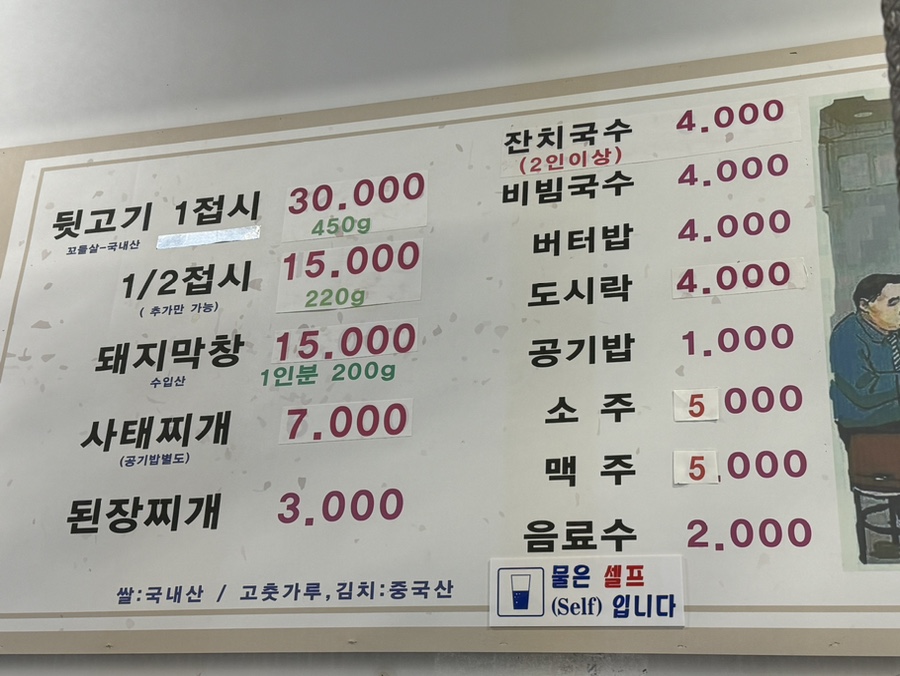 뒷고기 1접시 30.000
꼬들살-국내산 450g
1/2접시 15.000
( 추가만 가능) 220g
돼지막창 15.000
수입산 1인분 200g
사태찌개 7.000
(공기밥별도)
된장찌개 3.000
쌀:국내산 / 고춧가루,김치:중국산
잔치국수 4.000
(2인이상)
비빔국수 4.000
버터밥 4.000
도시락 4.000
공기밥 1.000
소 주 5 000
맥 주 5 .000
음료수 2.000
물은 셀프
(Self) 입니다